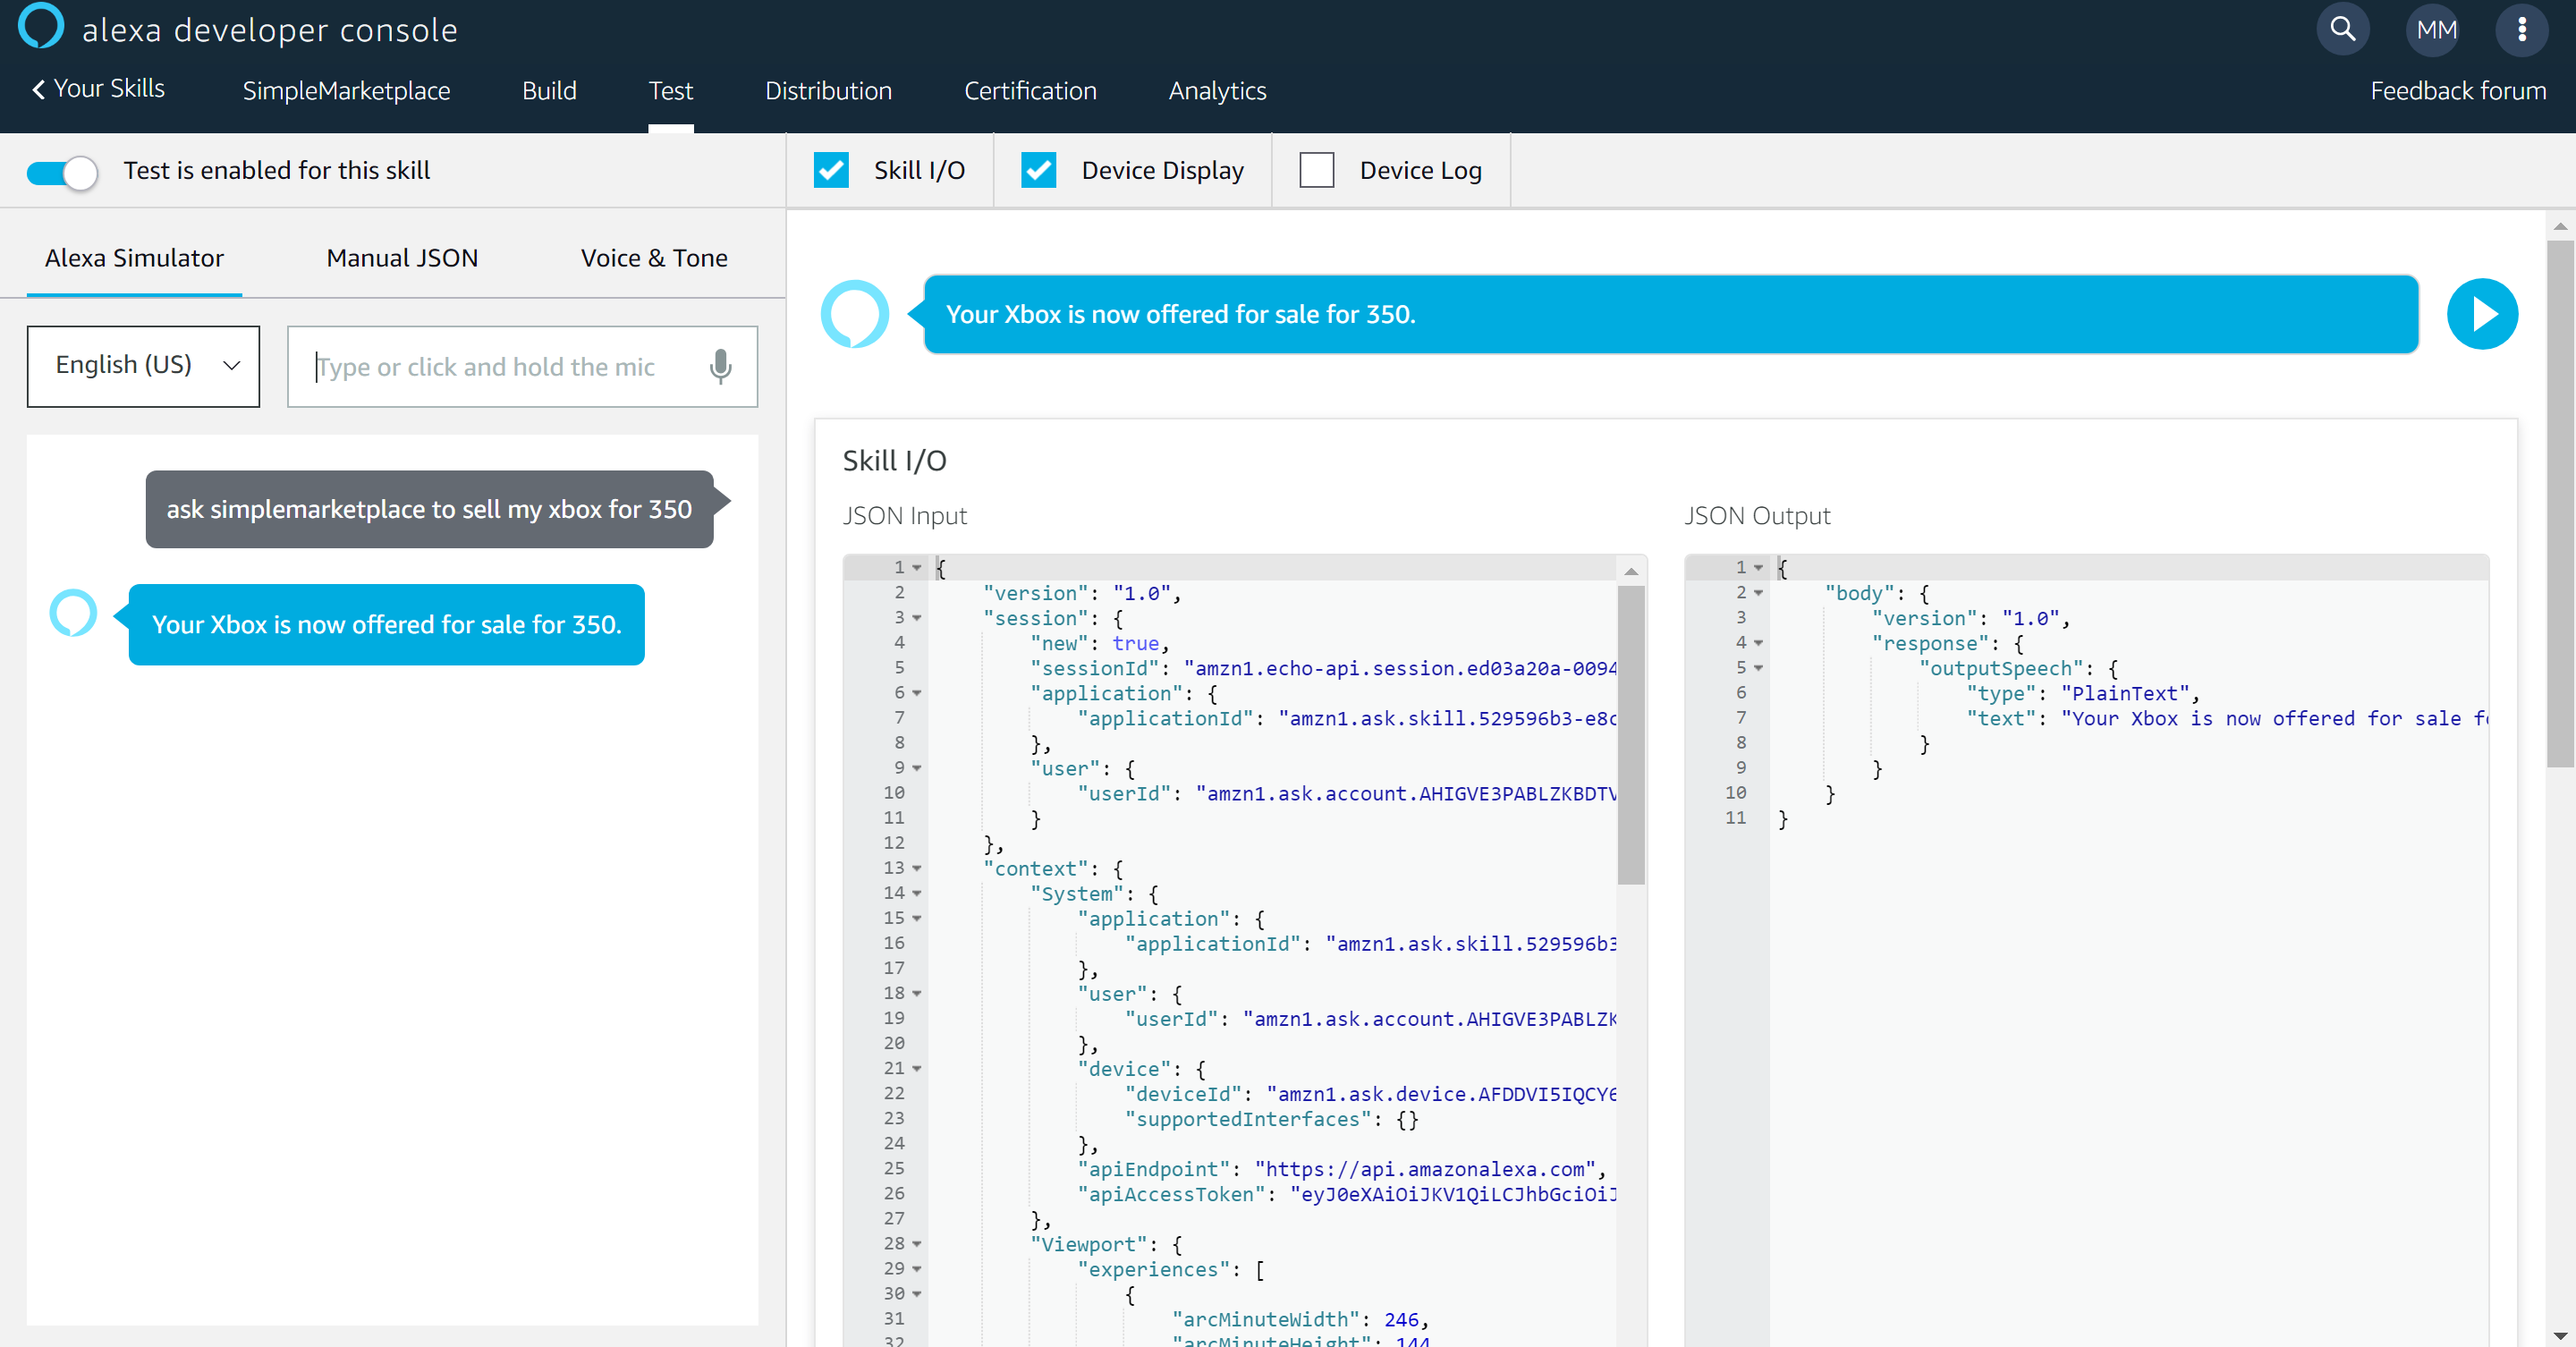 alexa developer console
MM
Your Skills
SimpleMarketplace
Build
Test
Distribution
Certification
Analytics
Feedback forum
Test is enabled for this skill
Skill I/O
Device Display
Device Log
Alexa Simulator
Manual JSON
Voice & Tone
English (US)
Type or click and hold the mic
ask simplemarketplace to sell my xbox for 350
Your Xbox is now offered for sale for 350.
Your Xbox is now offered for sale for 350.
Skill I/O
JSON Input
1 {
2 "version": "1.0",
3 "session": {
4 "new": true,
5 "sessionId": "amzn1.echo-api.session.ed03a20a-0094
6 "application": {
7 "applicationId": "amzn1.ask.skill.529596b3-e8c
8 },
9 "user": {
10 "userId": "amzn1.ask.account.AHIGVE3PABLZKBDTV
11 }
12 },
13 "context": {
14 "System": {
15 "application": {
16 "applicationId": "amzn1.ask.skill.529596b3
17 },
18 "user": {
19 "userId": "amzn1.ask.account.AHIGVE3PABLZK
20 },
21 "device": {
22 "deviceId": "amzn1.ask.device.AFDDVI5IQCY6
23 "supportedInterfaces": {}
24 },
25 "apiEndpoint": "https://api.amazonalexa.com",
26 "apiAccessToken": "eyJ0eXAiOiJKV1QiLCJhbGciOiJ
27 },
28 "Viewport": {
29 "experiences": [
30 {
31 "arcMinuteWidth": 246,
32 "arcMinuteHeight": 144
JSON Output
1 {
2 "body": {
3 "version": "1.0",
4 "response": {
5 "outputSpeech": {
6 "type": "PlainText",
7 "text": "Your Xbox is now offered for sale fo
8 }
9 }
10 }
11 }